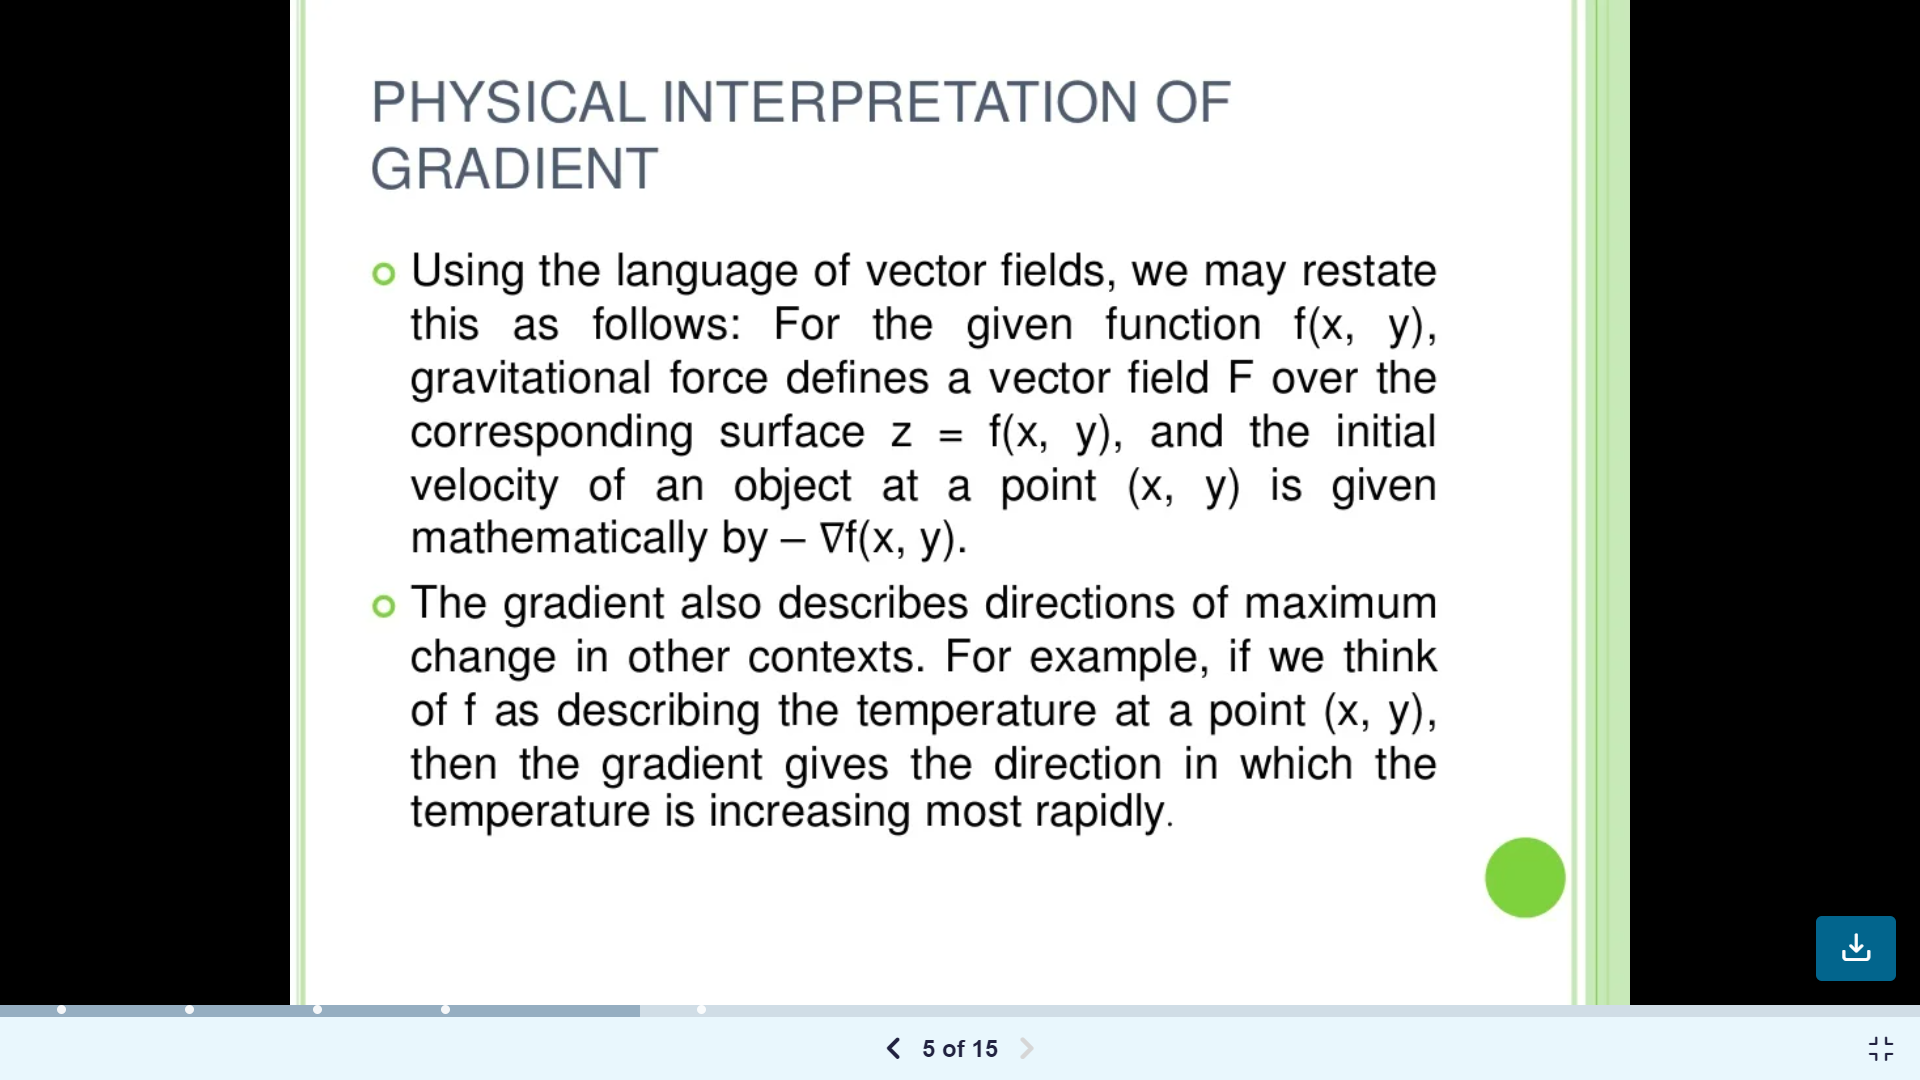 PHYSICAL INTERPRETATION OF
GRADIENT
Using the language of vector fields, we may restate
this as follows: For the given function f(x, y),
gravitational force defines a vector field F over the
corresponding surface z = f(x, y), and the initial
velocity of an object at a point (x, y) is given
mathematically by – ∇f(x, y).
The gradient also describes directions of maximum
change in other contexts. For example, if we think
of f as describing the temperature at a point (x, y),
then the gradient gives the direction in which the
temperature is increasing most rapidly.
5 of 15